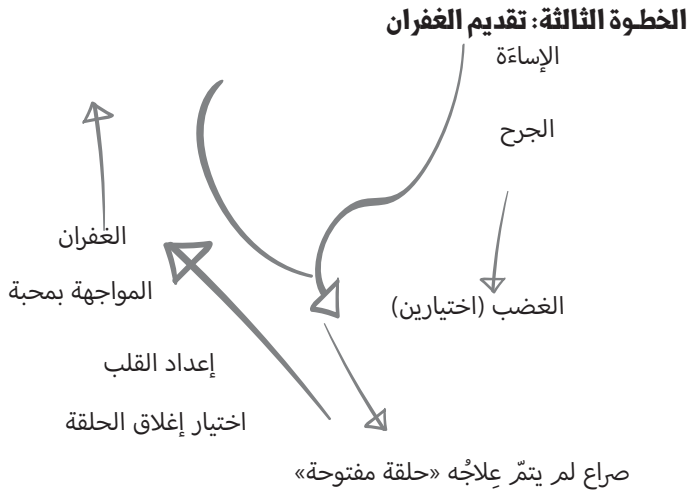 الخطوة الثالثة: تقديم الغفران
الإساءَة
الجرح
الغضب (اختيارين)
صراع لم يتمّ عِلاجُه «حلقة مفتوحة»
اختيار إغلاق الحلقة
إعداد القلب
المواجهة بمحبة
الغفران